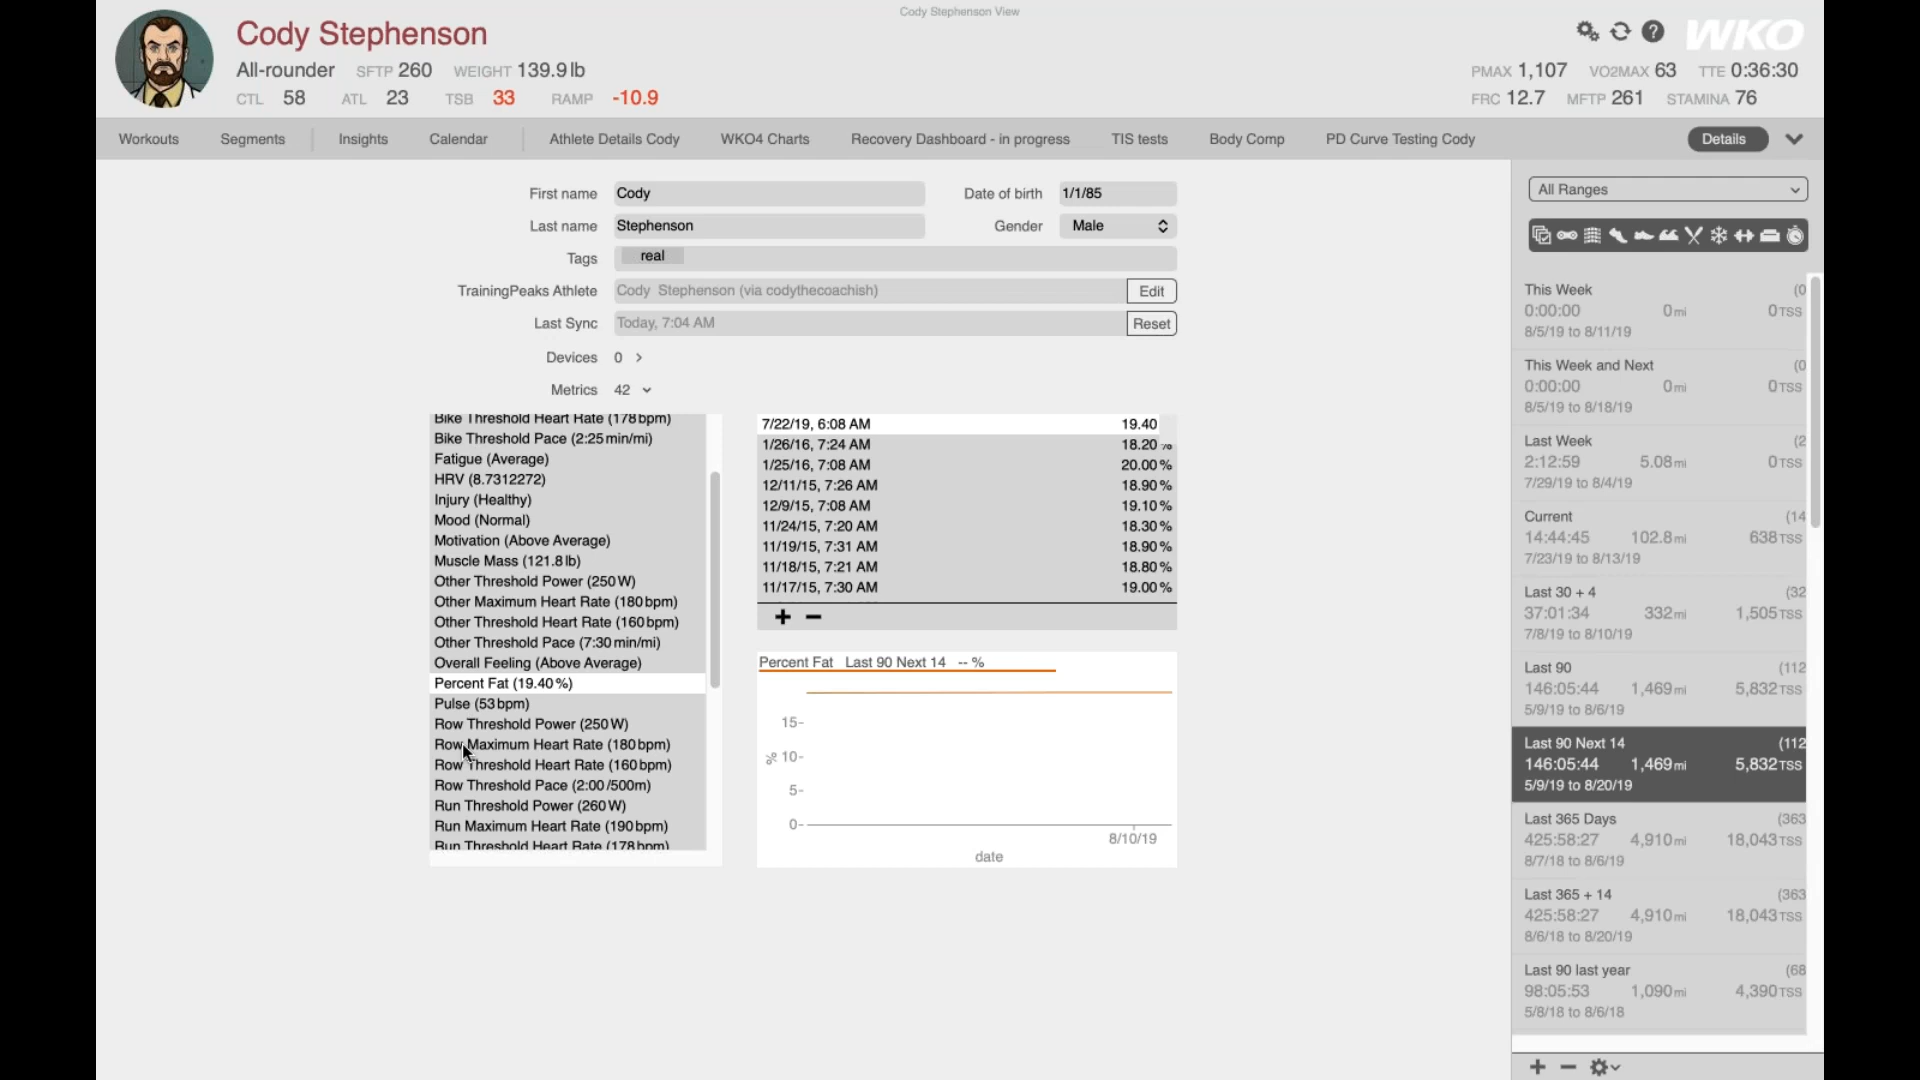 Cody Stephenson View
Cody Stephenson
All-rounder SFTP 260 WEIGHT 139.9 lb
CTL 58 ATL 23 TSB 33 RAMP -10.9
WKO
PMAX 1,107 VO2MAX 63 TTE 0:36:30
FRC 12.7 MFTP 261 STAMINA 76
Workouts Segments Insights Calendar Athlete Details Cody WKO4 Charts Recovery Dashboard - in progress TIS tests Body Comp PD Curve Testing Cody Details
First name Cody Date of birth 1/1/85
Last name Stephenson Gender Male
Tags real
TrainingPeaks Athlete Cody Stephenson (via codythecoachish) Edit
Last Sync Today, 7:04 AM Reset
Devices 0 >
Metrics 42
Bike Threshold Heart Rate (178 bpm)
Bike Threshold Pace (2:25 min/mi)
Fatigue (Average)
HRV (8.7312272)
Injury (Healthy)
Mood (Normal)
Motivation (Above Average)
Muscle Mass (121.8 lb)
Other Threshold Power (250 W)
Other Maximum Heart Rate (180 bpm)
Other Threshold Heart Rate (160 bpm)
Other Threshold Pace (7:30 min/mi)
Overall Feeling (Above Average)
Percent Fat (19.40 %)
Pulse (53 bpm)
Row Threshold Power (250 W)
Row Maximum Heart Rate (180 bpm)
Row Threshold Heart Rate (160 bpm)
Row Threshold Pace (2:00 /500m)
Run Threshold Power (260 W)
Run Maximum Heart Rate (190 bpm)
Run Threshold Heart Rate (178 bpm)
7/22/19, 6:08 AM 19.40
1/26/16, 7:24 AM 18.20 %
1/25/16, 7:08 AM 20.00 %
12/11/15, 7:26 AM 18.90 %
12/9/15, 7:08 AM 19.10 %
11/24/15, 7:20 AM 18.30 %
11/19/15, 7:31 AM 18.90 %
11/18/15, 7:21 AM 18.80 %
11/17/15, 7:30 AM 19.00 %
Percent Fat Last 90 Next 14 -- %
15-
10-
5-
0-
%
8/10/19
date
All Ranges
This Week (0
0:00:00 0 mi 0 TSS
8/5/19 to 8/11/19
This Week and Next (0
0:00:00 0 mi 0 TSS
8/5/19 to 8/18/19
Last Week (2
2:12:59 5.08 mi 0 TSS
7/29/19 to 8/4/19
Current (14
14:44:45 102.8 mi 638 TSS
7/23/19 to 8/13/19
Last 30 + 4 (32
37:01:34 332 mi 1,505 TSS
7/8/19 to 8/10/19
Last 90 (112
146:05:44 1,469 mi 5,832 TSS
5/9/19 to 8/6/19
Last 90 Next 14 (112
146:05:44 1,469 mi 5,832 TSS
5/9/19 to 8/20/19
Last 365 Days (363
425:58:27 4,910 mi 18,043 TSS
8/7/18 to 8/6/19
Last 365 + 14 (363
425:58:27 4,910 mi 18,043 TSS
8/6/18 to 8/20/19
Last 90 last year (68
98:05:53 1,090 mi 4,390 TSS
5/8/18 to 8/6/18